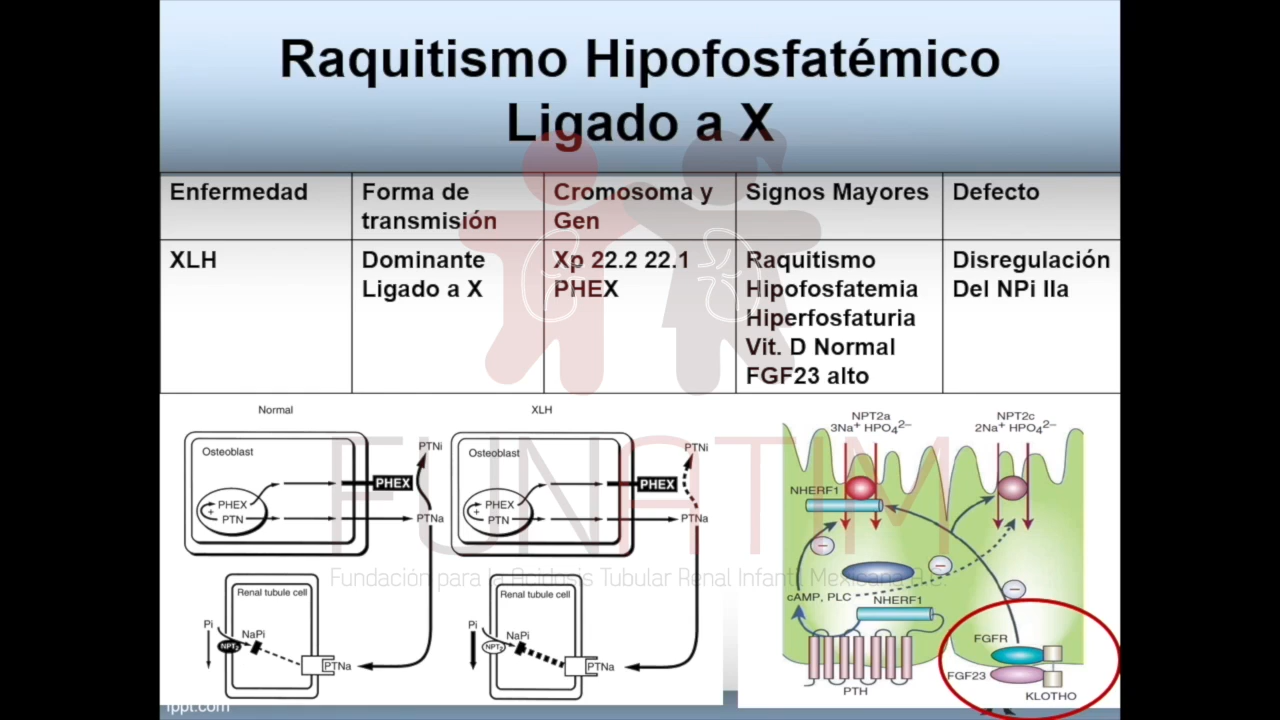 Raquitismo Hipofosfatémico
Ligado a X
Enfermedad
Forma de
transmisión
Cromosoma y
Gen
Signos Mayores
Defecto
XLH
Dominante
Ligado a X
Xp 22.2 22.1
PHEX
Raquitismo
Hipofosfatemia
Hiperfosfaturia
Vit. D Normal
FGF23 alto
Disregulación
Del NPi IIa
Normal
Osteoblast
PHEX
+
PTN
PHEX
PTNi
PTNa
Renal tubule cell
Pi
NaPi
NPT2
PTNa
XLH
Osteoblast
PHEX
+
PTN
PHEX
PTNi
PTNa
Renal tubule cell
Pi
NaPi
NPT2
PTNa
NPT2a
3Na⁺ HPO₄²⁻
NPT2c
2Na⁺ HPO₄²⁻
NHERF1
cAMP, PLC
NHERF1
PTH
FGFR
FGF23
KLOTHO
FUNATIM
Fundación para la Acidosis Tubular Renal Infantil Mexicana A.C.
fppt.com